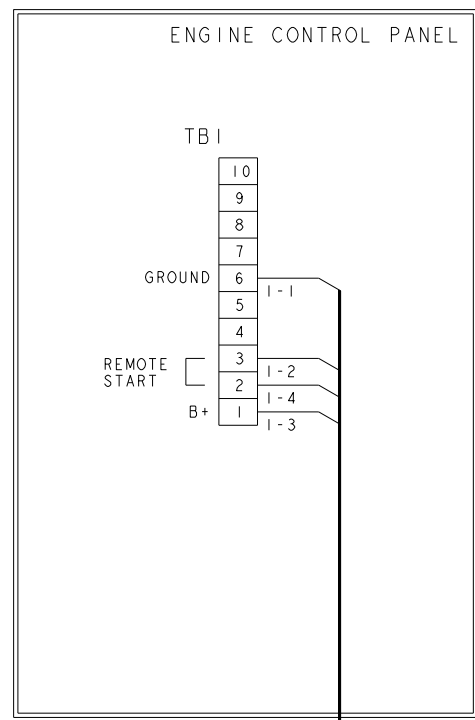 ENGINE CONTROL PANEL
TB1
10
9
8
7
GROUND 6
1-1
5
4
REMOTE START
3
1-2
2
1-4
B+ 1
1-3